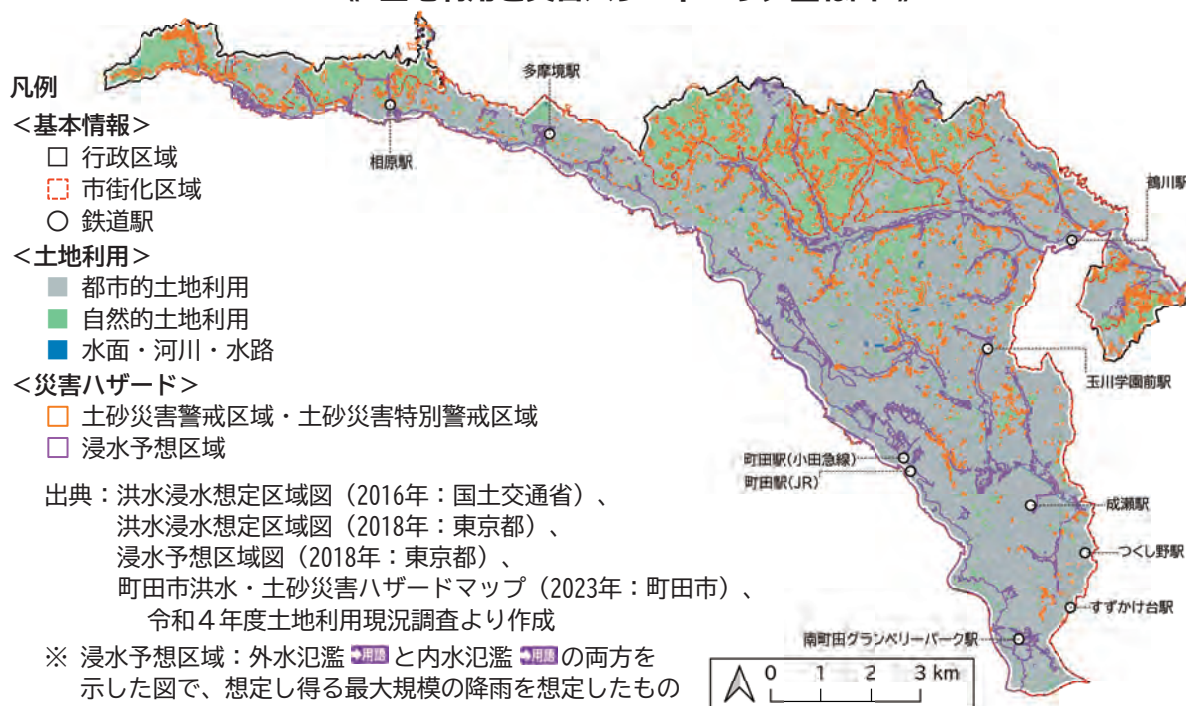 凡例
<基本情報>
行政区域
市街化区域
鉄道駅
<土地利用>
都市的土地利用
自然的土地利用
水面・河川・水路
<災害ハザード>
土砂災害警戒区域・土砂災害特別警戒区域
浸水予想区域
出典:洪水浸水想定区域図(2016年:国土交通省)、
洪水浸水想定区域図(2018年:東京都)、
浸水予想区域図(2018年:東京都)、
町田市洪水・土砂災害ハザードマップ(2023年:町田市)、
令和4年度土地利用現況調査より作成
※ 浸水予想区域:外水氾濫 ➔用語 と内水氾濫 ➔用語 の両方を
示した図で、想定し得る最大規模の降雨を想定したもの
多摩境駅
相原駅
鶴川駅
玉川学園前駅
町田駅(小田急線)
町田駅(JR)
成瀬駅
つくし野駅
すずかけ台駅
南町田グランベリーパーク駅
0 1 2 3 km